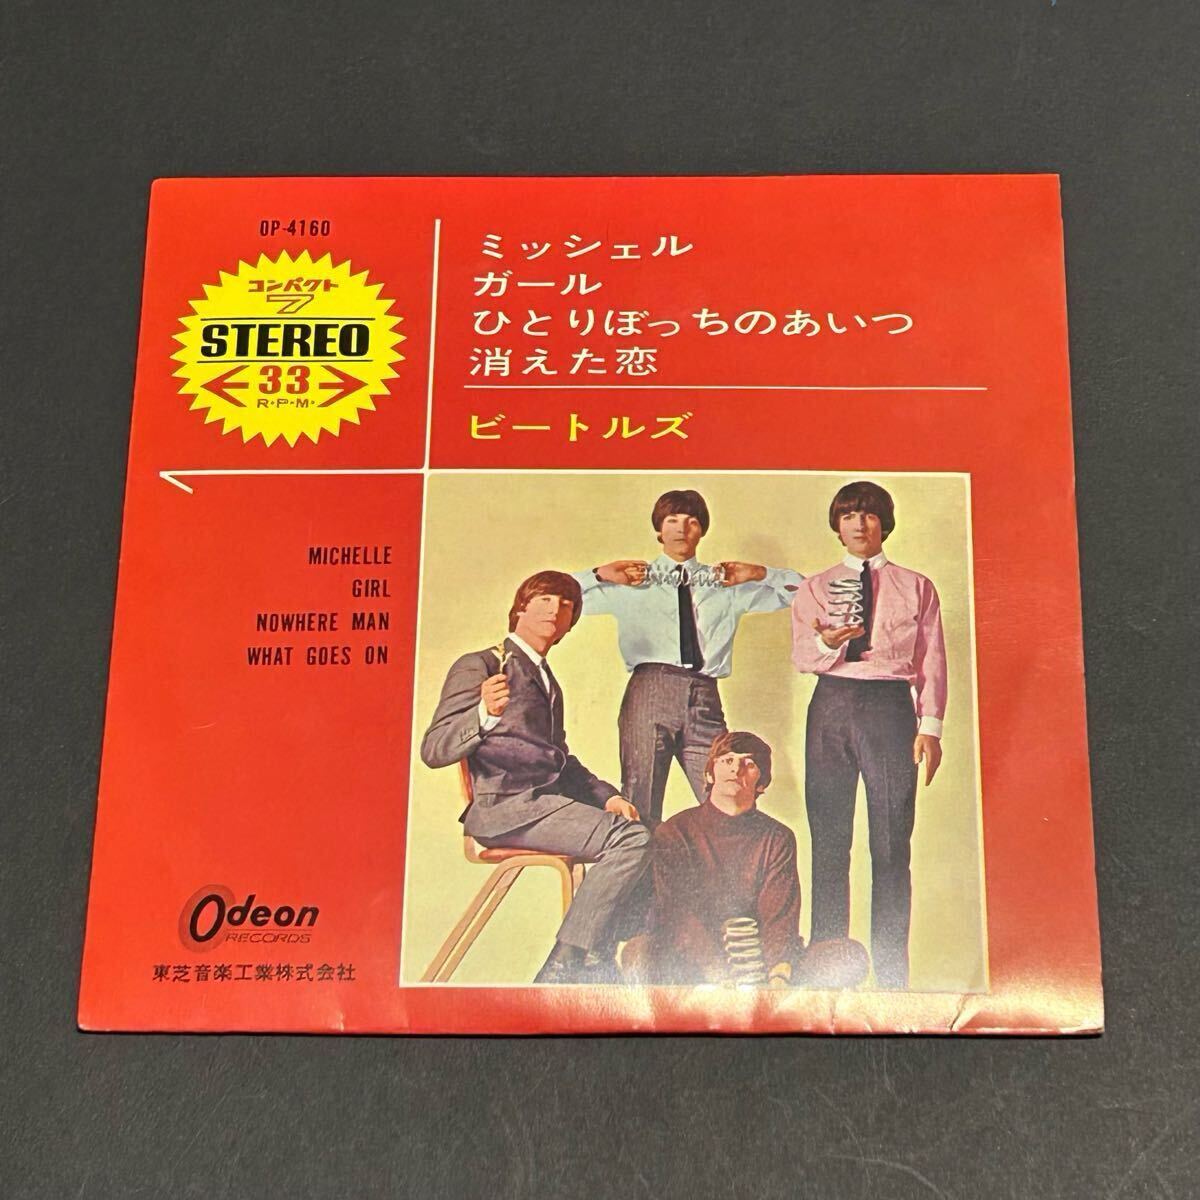 OP-4160
コンパクト
7
STEREO
33
R·P·M·
ミッシェル
ガール
ひとりぼっちのあいつ
消えた恋
ビートルズ
MICHELLE
GIRL
NOWHERE MAN
WHAT GOES ON
Odeon
RECORDS
東芝音楽工業株式会社